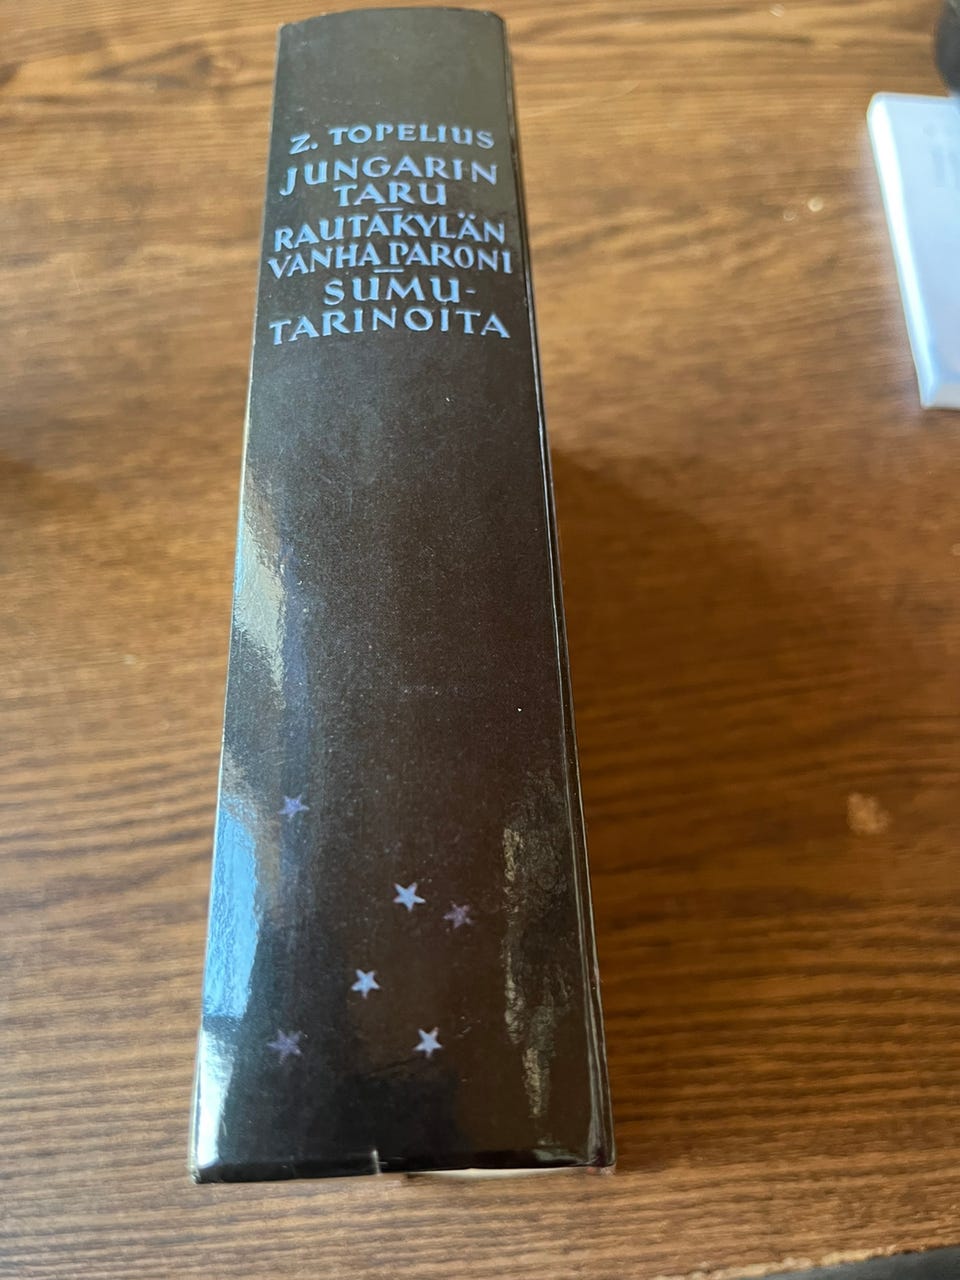 Z. TOPELIUS
JUNGARIN
TARU
RAUTAKYLÄN
VANHA PARONI
SUMU-
TARINOITA